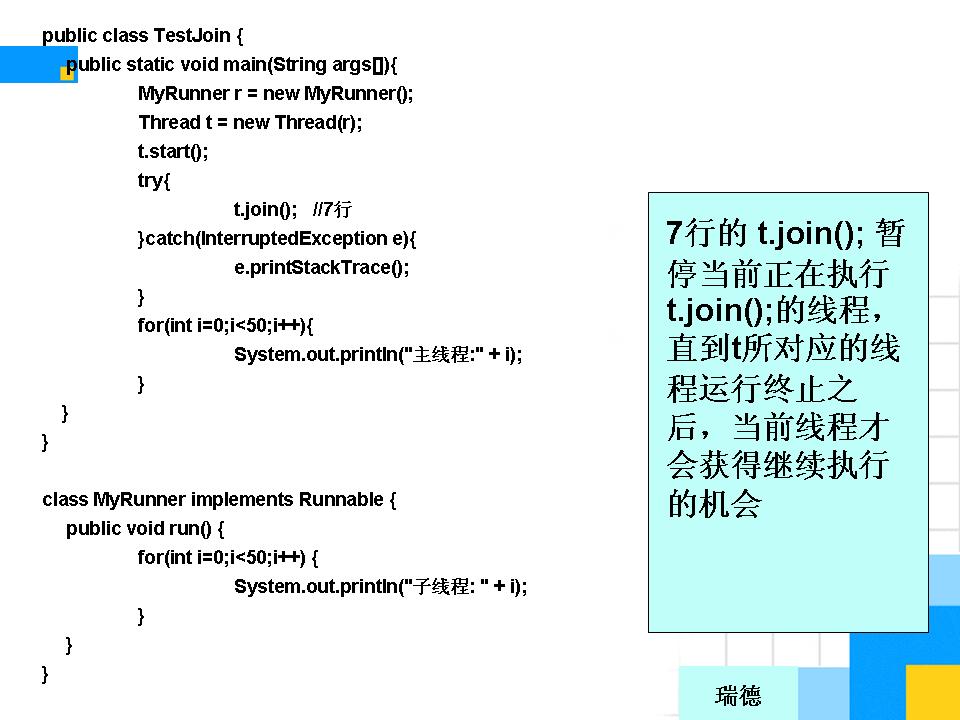 public class TestJoin {
public static void main(String args[]){
MyRunner r = new MyRunner();
Thread t = new Thread(r);
t.start();
try{
t.join();   //7行
}catch(InterruptedException e){
e.printStackTrace();
}
for(int i=0;i<50;i++){
System.out.println("主线程:" + i);
}
}
}
class MyRunner implements Runnable {
public void run() {
for(int i=0;i<50;i++) {
System.out.println("子线程: " + i);
}
}
}
7行的 t.join(); 暂
停当前正在执行
t.join();的线程，
直到t所对应的线
程运行终止之
后，当前线程才
会获得继续执行
的机会
瑞德